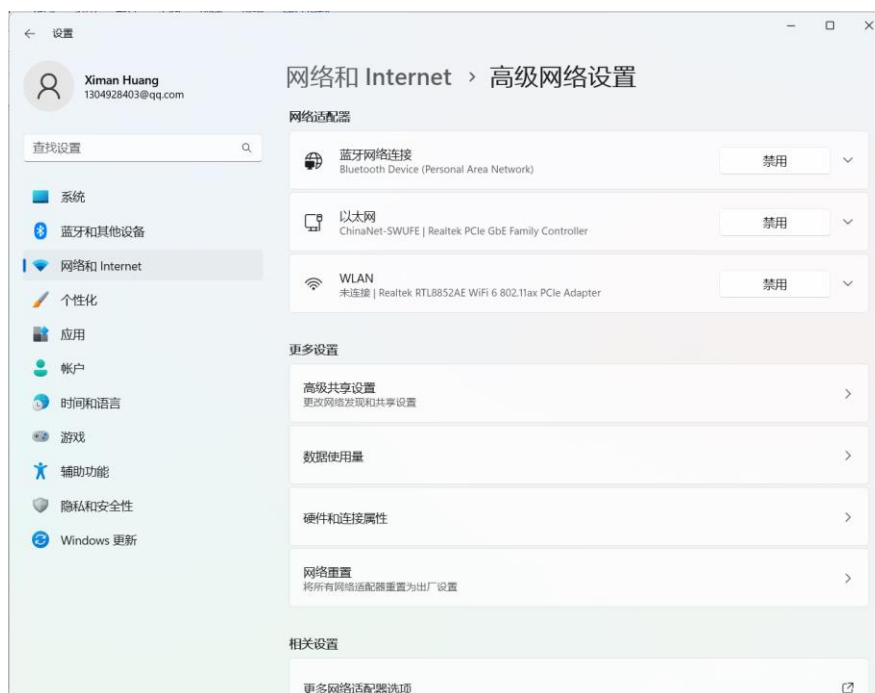 设置
Ximan Huang
1304928403@qq.com
查找设置
系统
蓝牙和其他设备
网络和 Internet
个性化
应用
帐户
时间和语言
游戏
辅助功能
隐私和安全性
Windows 更新
网络和 Internet › 高级网络设置
网络适配器
蓝牙网络连接
Bluetooth Device (Personal Area Network)
禁用
以太网
ChinaNet-SWUFE | Realtek PCIe GbE Family Controller
禁用
WLAN
未连接 | Realtek RTL8852AE WiFi 6 802.11ax PCIe Adapter
禁用
更多设置
高级共享设置
更改网络发现和共享设置
数据使用量
硬件和连接属性
网络重置
将所有网络适配器重置为出厂设置
相关设置
更多网络适配器选项